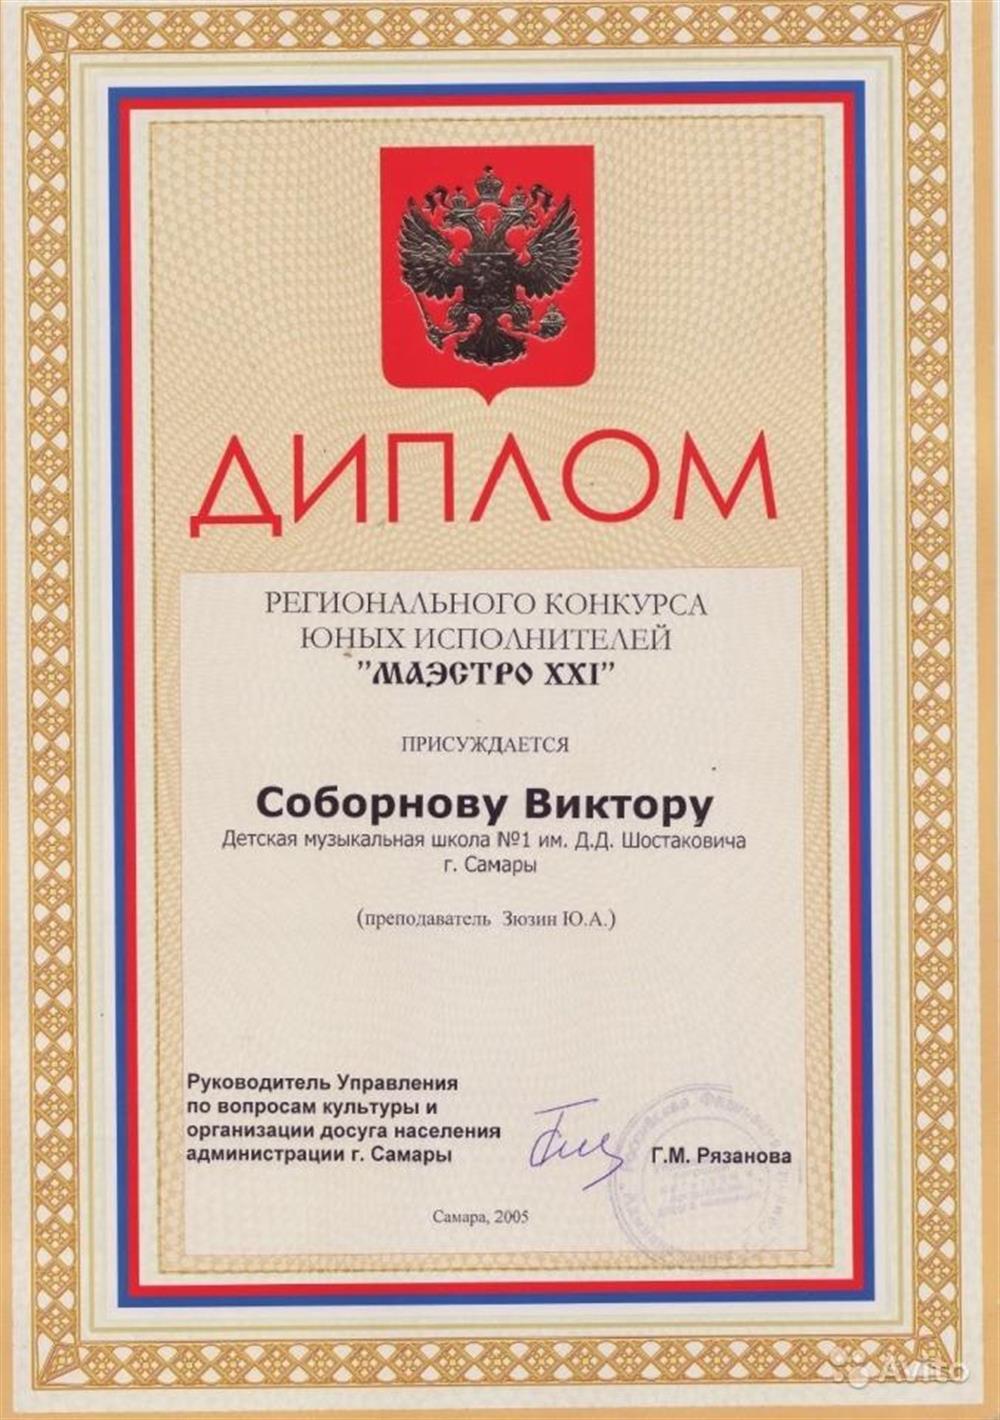 ДИПЛОМ
РЕГИОНАЛЬНОГО КОНКУРСА
ЮНЫХ ИСПОЛНИТЕЛЕЙ
"МАЭСТРО XXI"
ПРИСУЖДАЕТСЯ
Соборнову Виктору
Детская музыкальная школа №1 им. Д.Д. Шостаковича
г. Самары
(преподаватель Зюзин Ю.А.)
Руководитель Управления
по вопросам культуры и
организации досуга населения
администрации г. Самары
Г.М. Рязанова
Самара, 2005
Avito